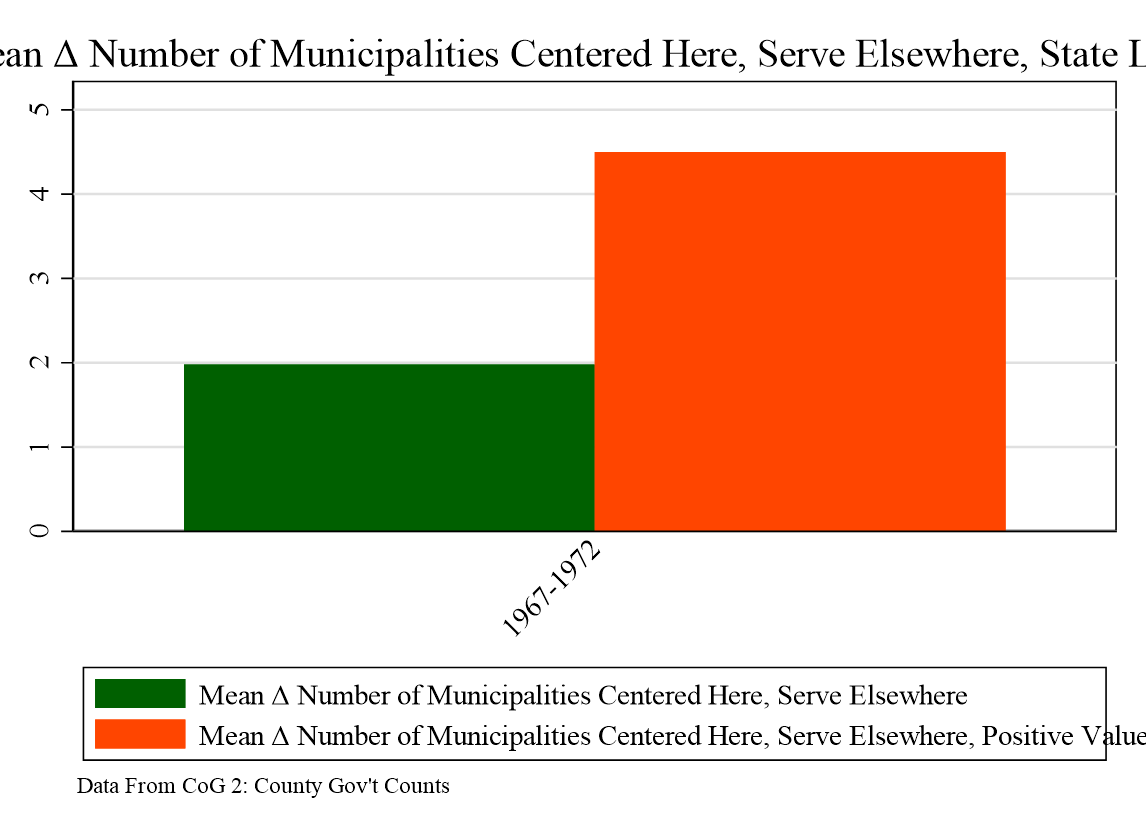 ean Δ Number of Municipalities Centered Here, Serve Elsewhere, State L
5
4
3
2
1
0
1967-1972
Mean Δ Number of Municipalities Centered Here, Serve Elsewhere
Mean Δ Number of Municipalities Centered Here, Serve Elsewhere, Positive Value
Data From CoG 2: County Gov't Counts